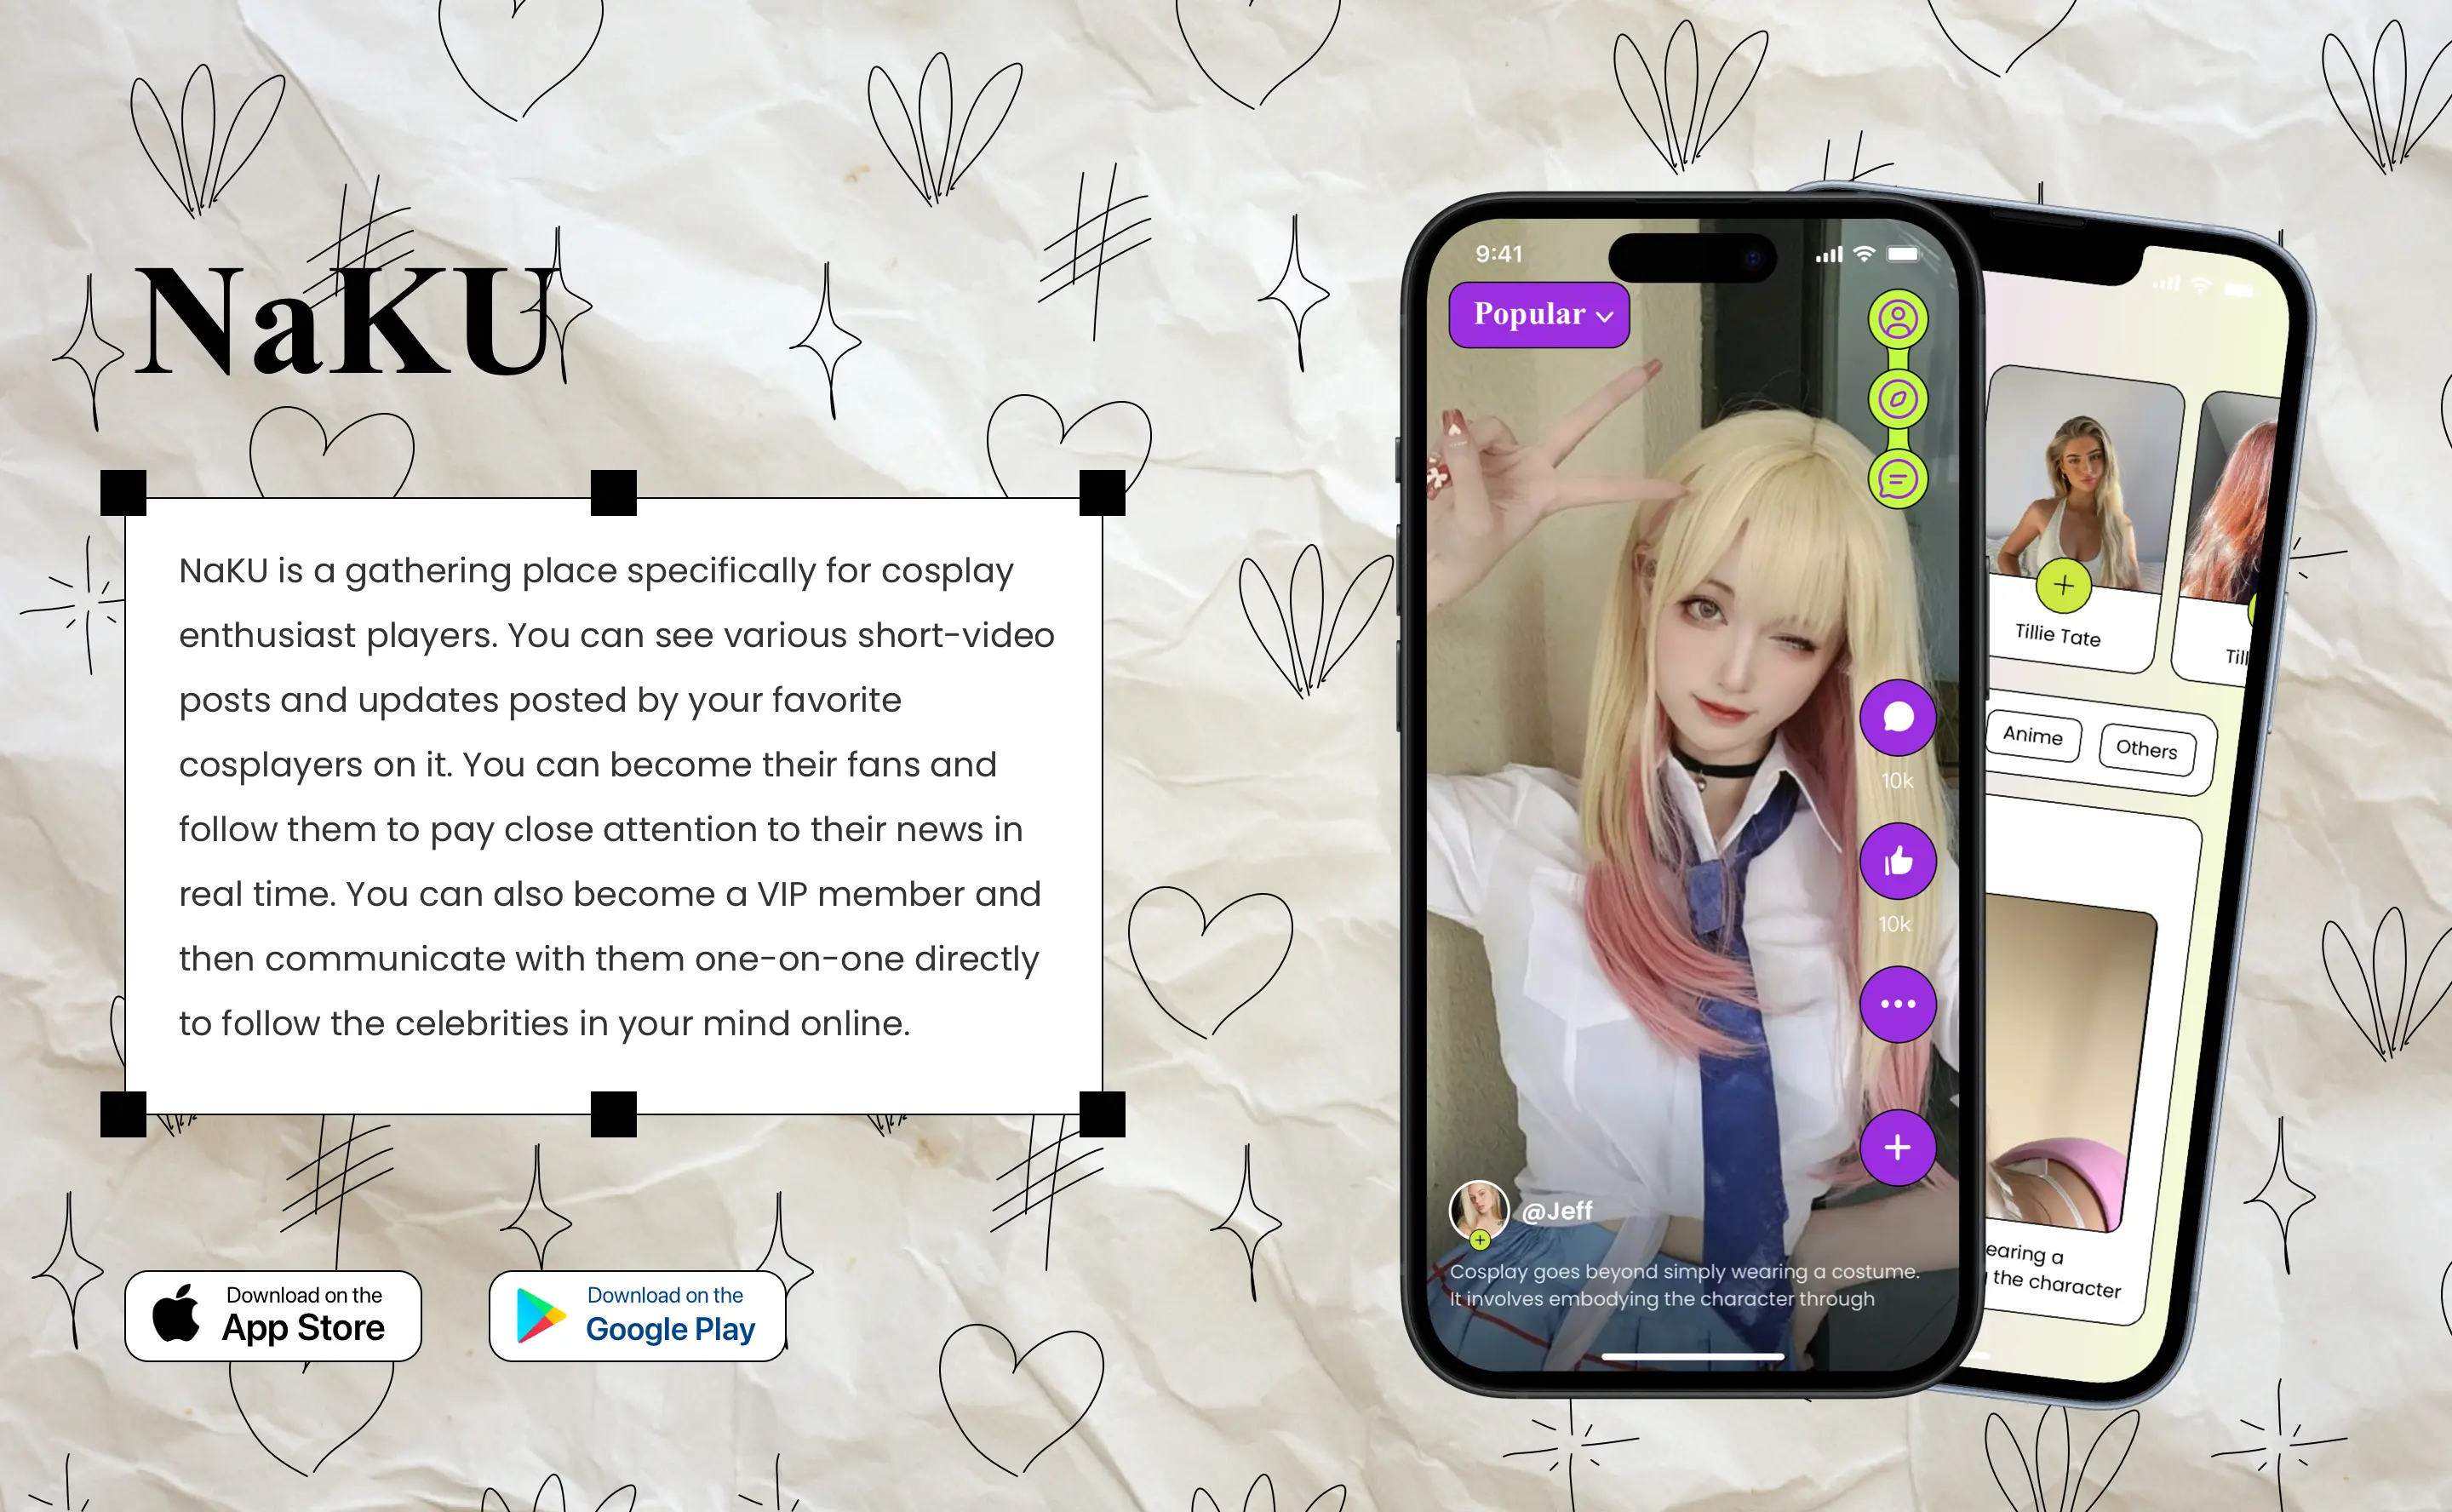 NaKU
NaKU is a gathering place specifically for cosplay
enthusiast players. You can see various short-video
posts and updates posted by your favorite
cosplayers on it. You can become their fans and
follow them to pay close attention to their news in
real time. You can also become a VIP member and
then communicate with them one-on-one directly
to follow the celebrities in your mind online.
Download on the
App Store
Download on the
Google Play
9:41
Popular
10k
10k
@Jeff
Cosplay goes beyond simply wearing a costume.
It involves embodying the character through
Tillie Tate
Till
Anime
Others
earing a
the character